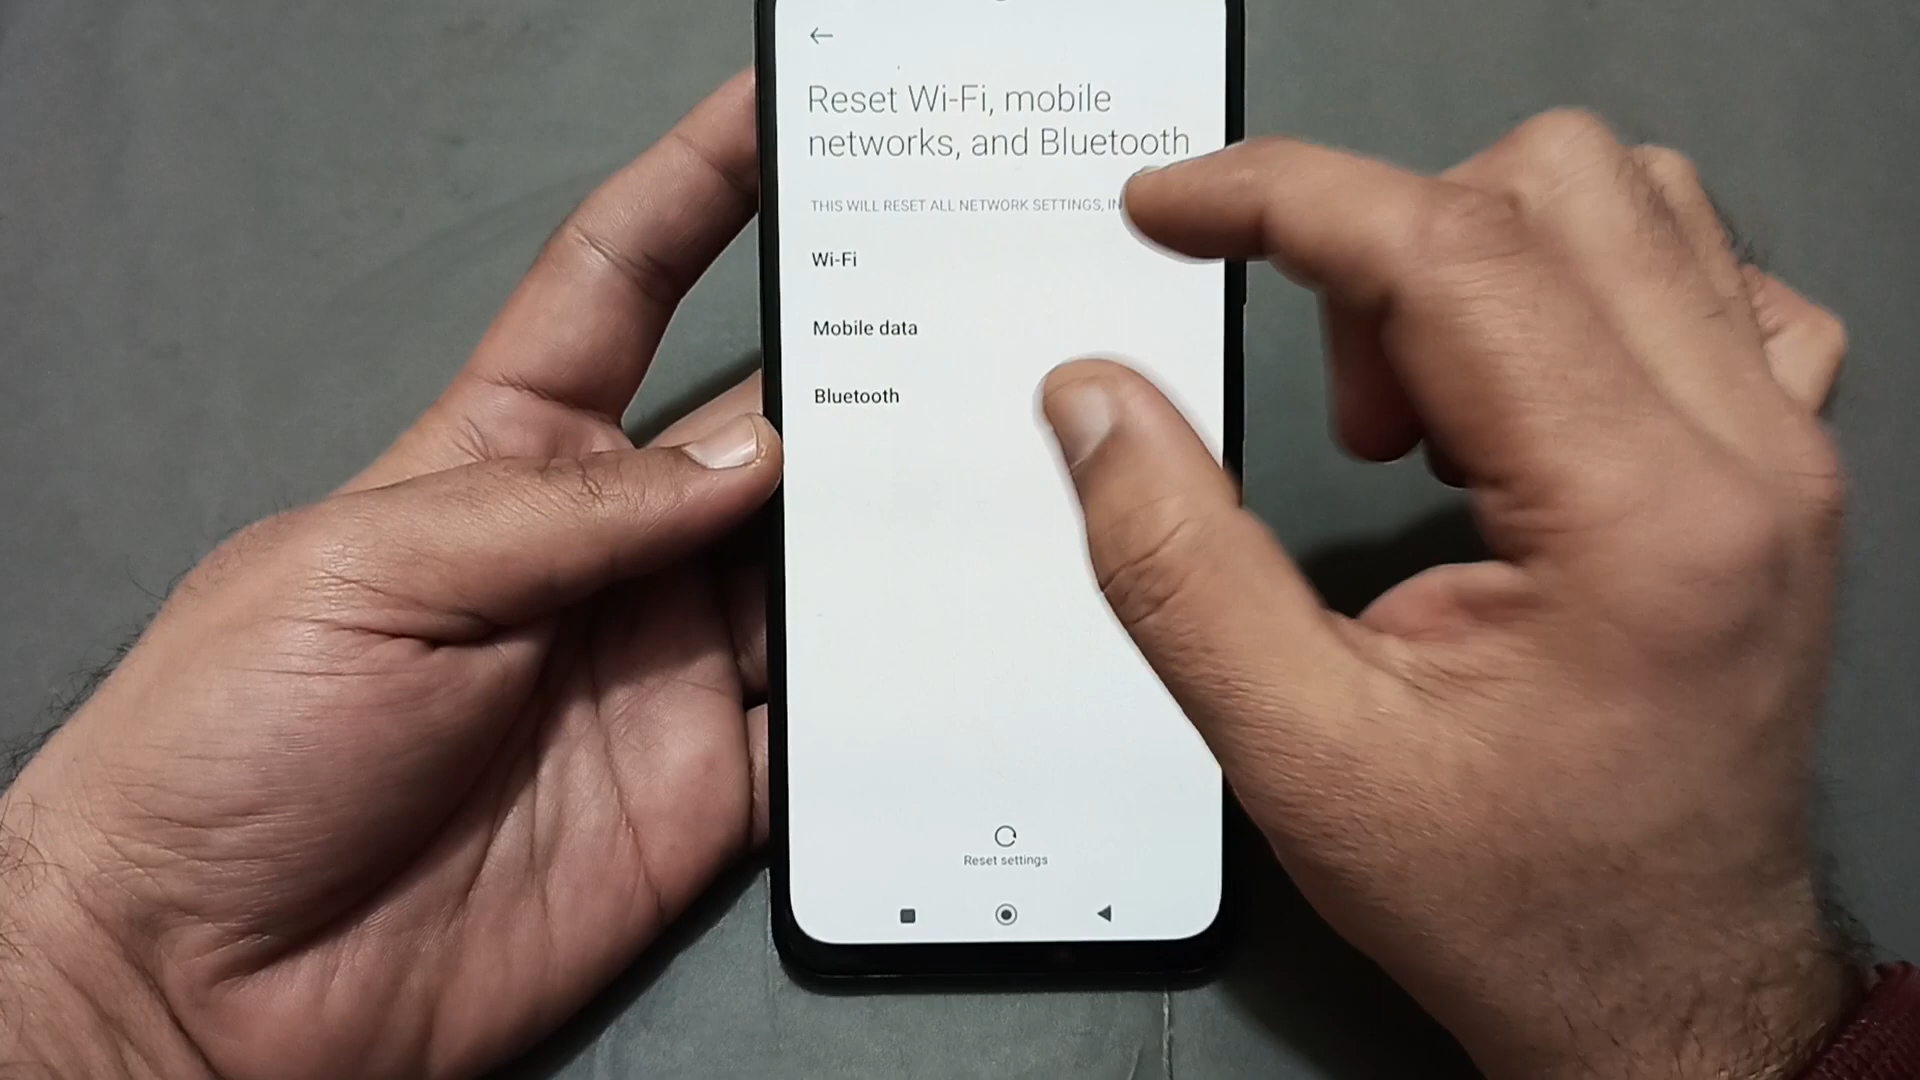 Reset Wi-Fi, mobile
networks, and Bluetooth
THIS WILL RESET ALL NETWORK SETTINGS,
Wi-Fi
Mobile data
Bluetooth
Reset settings